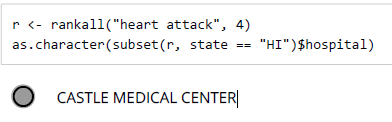 r <- rankall("heart attack", 4)
as.character(subset(r, state == "HI")$hospital)
CASTLE MEDICAL CENTER